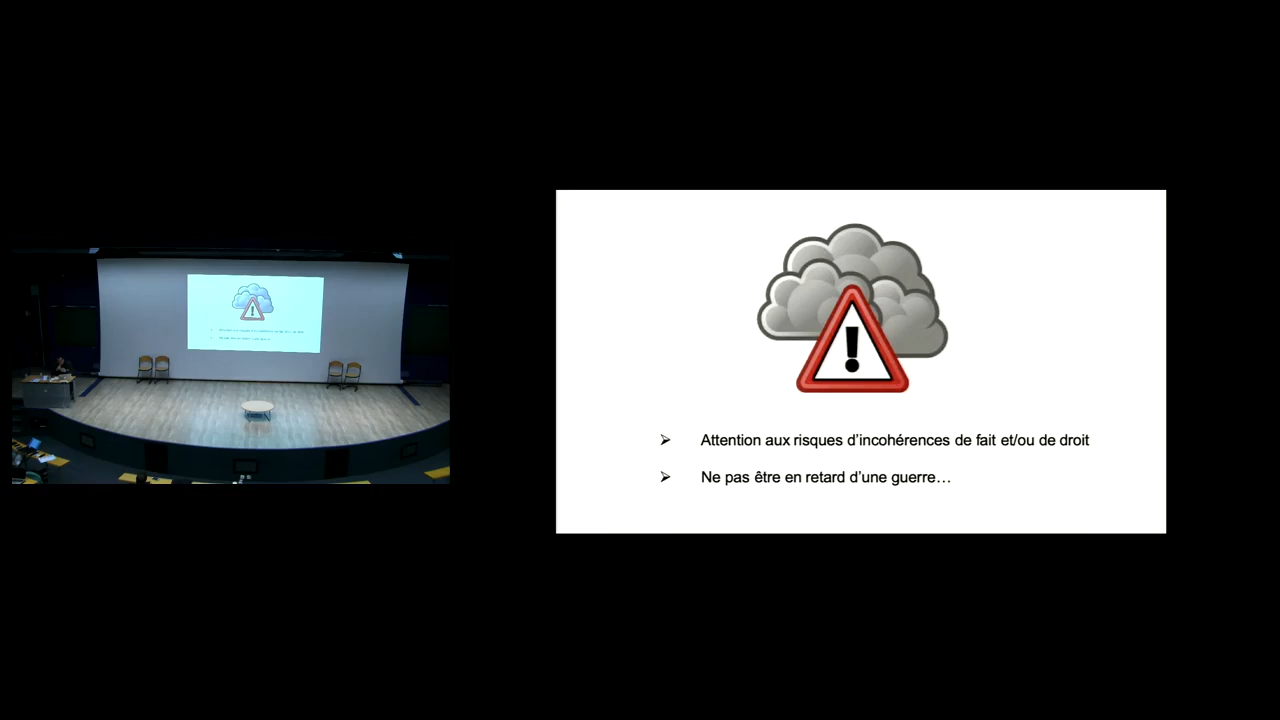 ➢ Attention aux risques d’incohérences de fait et/ou de droit
➢ Ne pas être en retard d’une guerre…